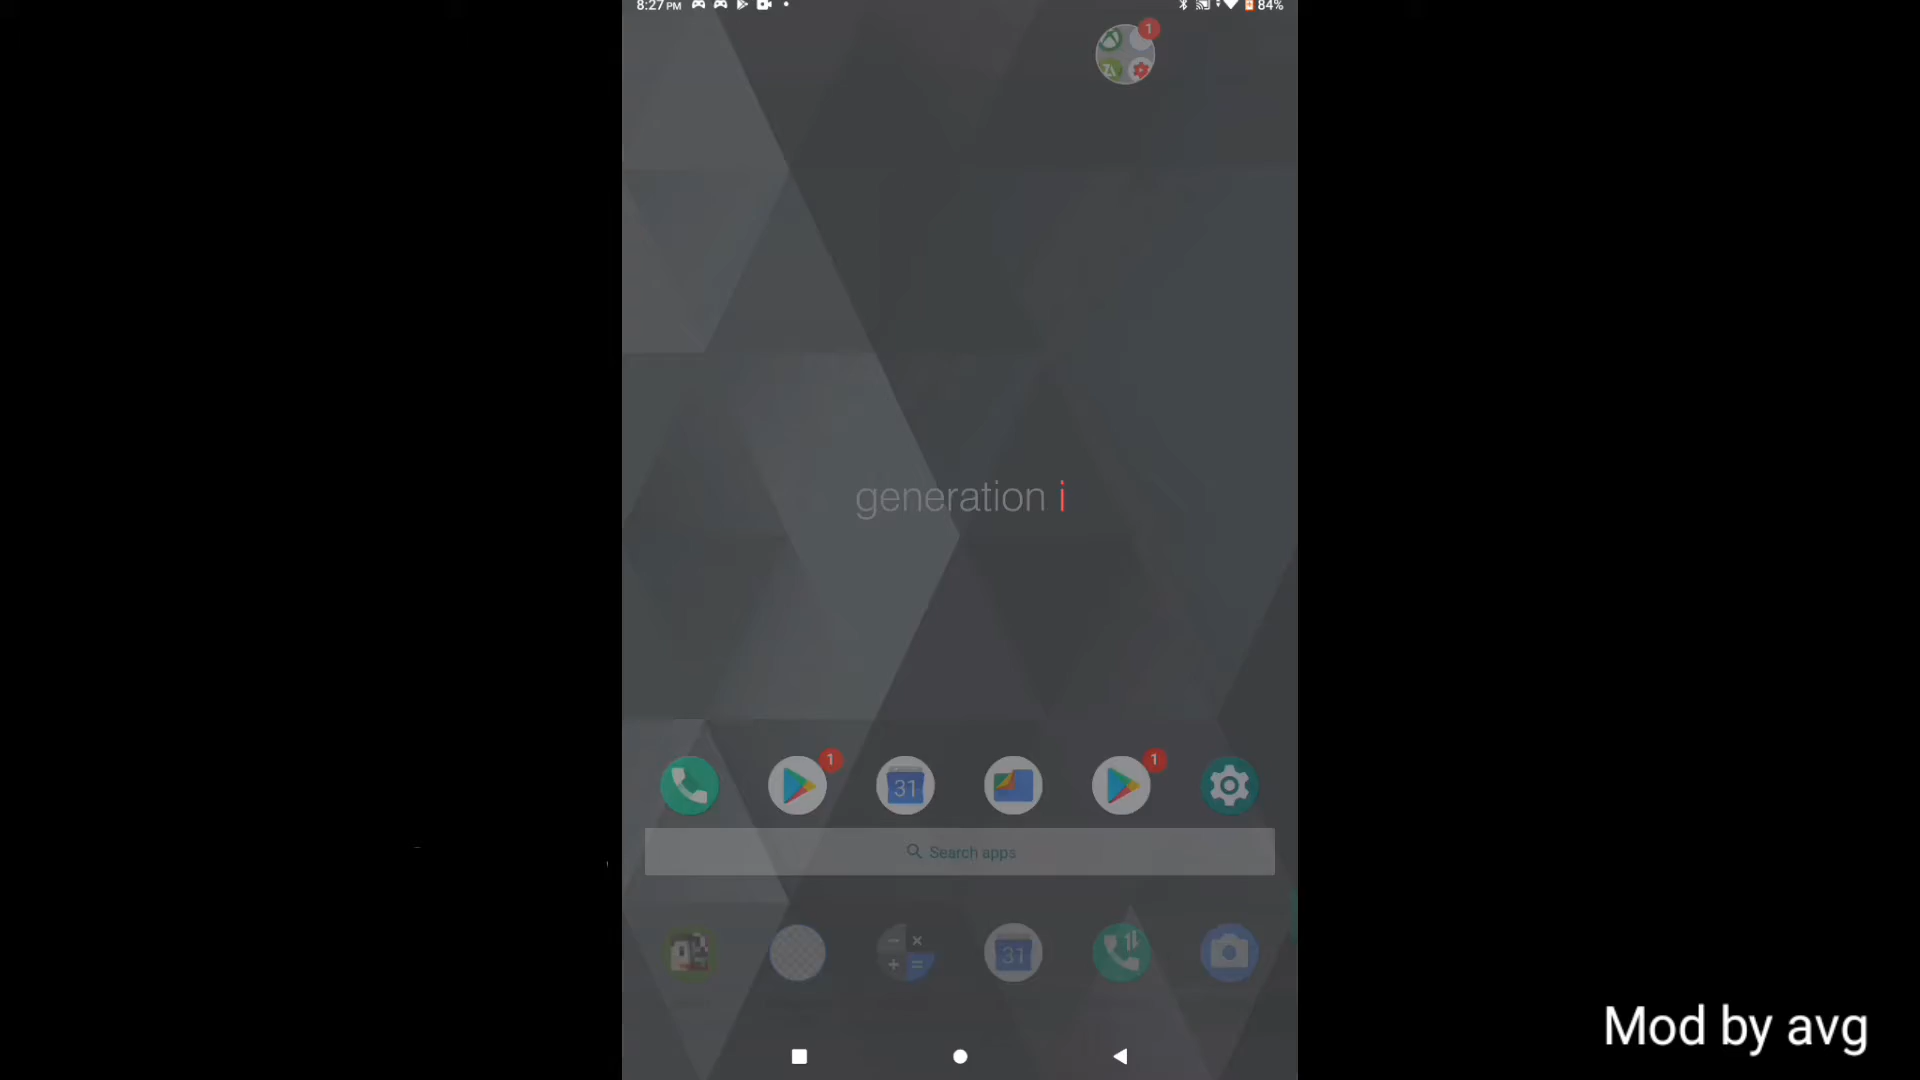 8:27 PM 84%
1
generation i
1 1
31
Search apps
31
Mod by avg